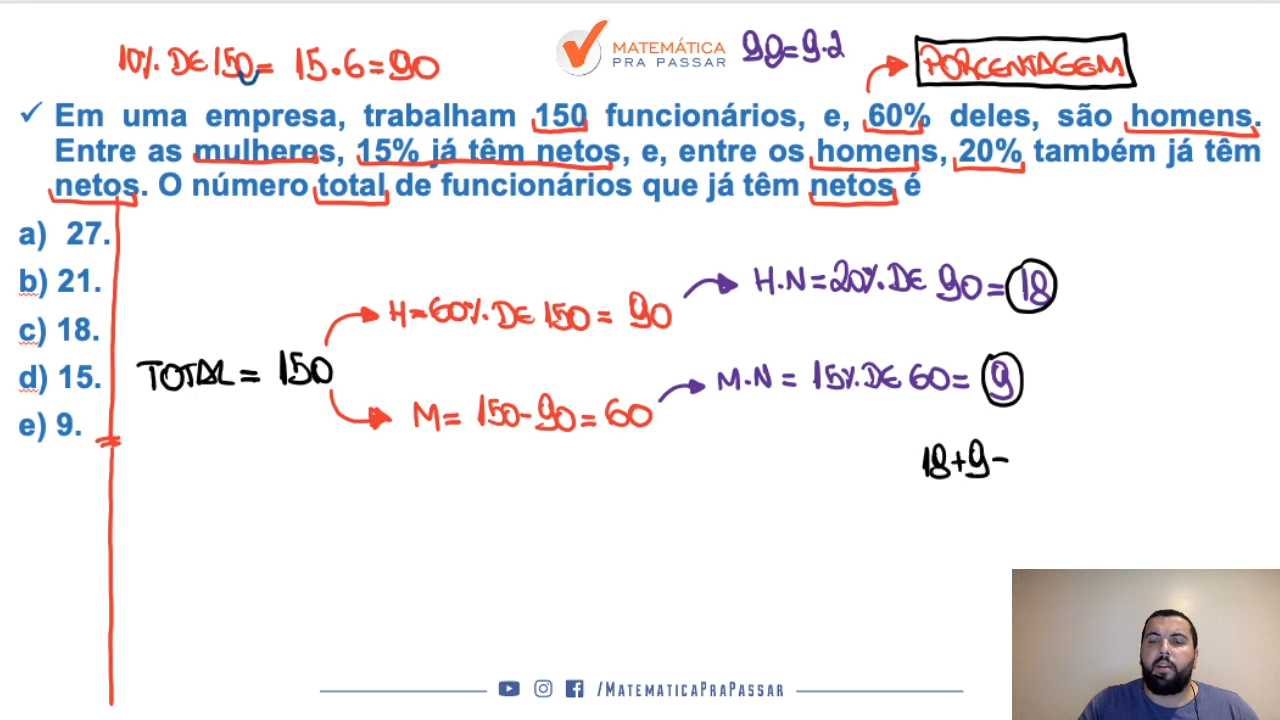 10% DE 150 = 15.6 = 90
MATEMÁTICA
PRA PASSAR
90 = 9.2
PORCENTAGEM
✓ Em uma empresa, trabalham 150 funcionários, e, 60% deles, são homens.
Entre as mulheres, 15% já têm netos, e, entre os homens, 20% também já têm
netos. O número total de funcionários que já têm netos é
a) 27.
b) 21.
c) 18.
d) 15.
e) 9.
TOTAL = 150
H = 60% DE 150 = 90
H.N = 20% DE 90 = 18
M = 150 - 90 = 60
M.N = 15% DE 60 = 9
18 + 9 -
/MATEMATICAPRAPASSAR